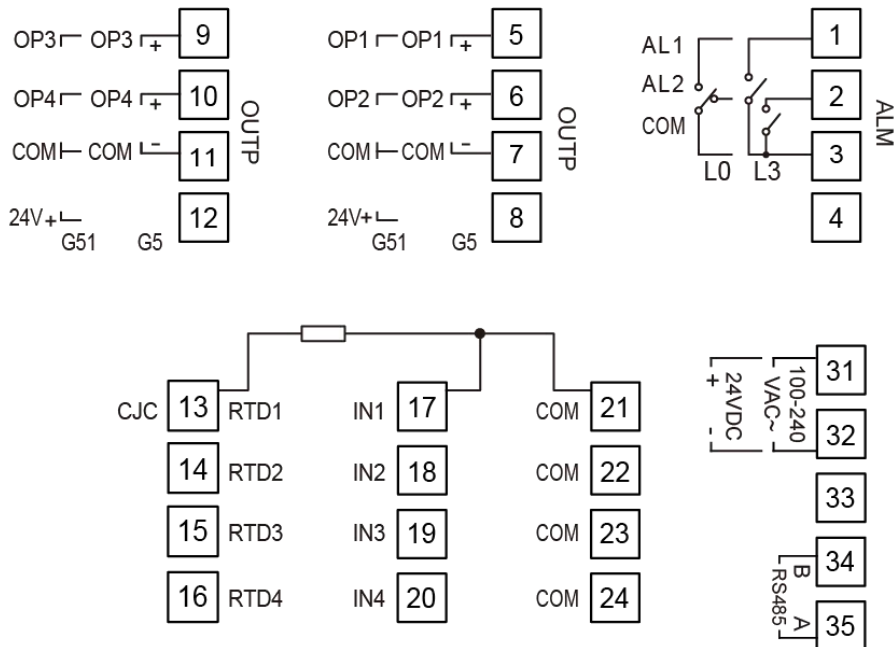 OP3 OP3 + 9
OP4 OP4 + 10
COM COM - 11
24V + 12
G51 G5
OUTP
OP1 OP1 + 5
OP2 OP2 + 6
COM COM - 7
24V+ 8
G51 G5
OUTP
AL1 1
AL2 2
COM 3
L0 L3
4
ALM
CJC 13 RTD1 IN1 17 COM 21
14 RTD2 IN2 18 COM 22
15 RTD3 IN3 19 COM 23
16 RTD4 IN4 20 COM 24
31
32
33
34
35
+ -
24VDC
100-240
VAC~
B A
RS485